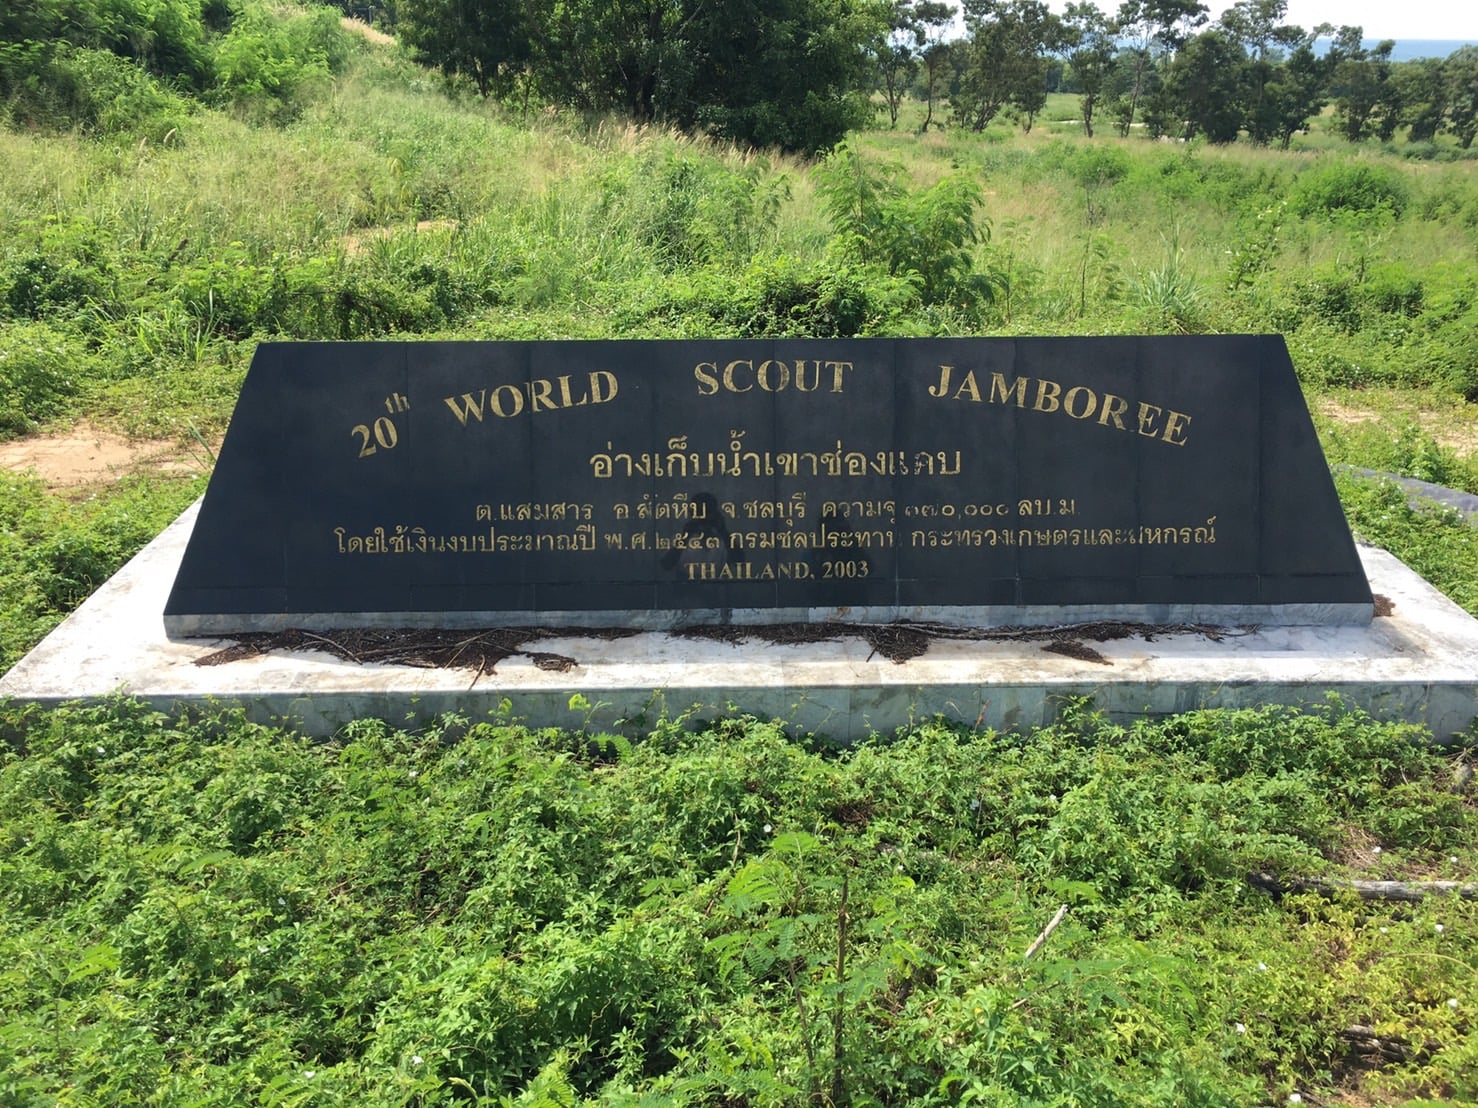 20th WORLD SCOUT JAMBOREE
อ่างเก็บน้ำเขาช่องแคบ
ต.แสมสาร อ.สัตหีบ จ.ชลบุรี ความจุ ๓๗๐,๐๐๐ ลบ.ม.
โดยใช้เงินงบประมาณปี พ.ศ.๒๕๔๓ กรมชลประทาน กระทรวงเกษตรและสหกรณ์
THAILAND, 2003